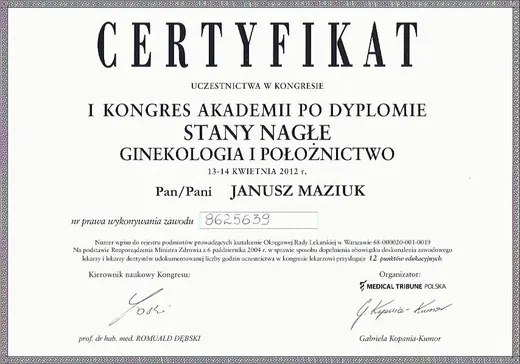 CERTYFIKAT
UCZESTNICTWA W KONGRESIE
I KONGRES AKADEMII PO DYPLOMIE
STANY NAGŁE
GINEKOLOGIA I POŁOŻNICTWO
13-14 KWIETNIA 2012 r.
Pan/Pani JANUSZ MAZIUK
nr prawa wykonywania zawodu 8625639
Numer wpisu do rejestru podmiotów prowadzących kształcenie Okręgowej Rady Lekarskiej w Warszawie 68-000020-003-0019
Na podstawie Rozporządzenia Ministra Zdrowia z 6 października 2004 r. w sprawie sposobu dopełnienia obowiązku doskonalenia zawodowego
lekarzy i lekarzy dentystów udokumentowanej liczby godzin uczestnictwa w kongresie lekarzowi przysługuje 12 punktów edukacyjnych.
Kierownik naukowy Kongresu:
Organizator:
MEDICAL TRIBUNE POLSKA
G Kopania-Kumor
prof. dr hab. med. ROMUALD DĘBSKI
Gabriela Kopania-Kumor